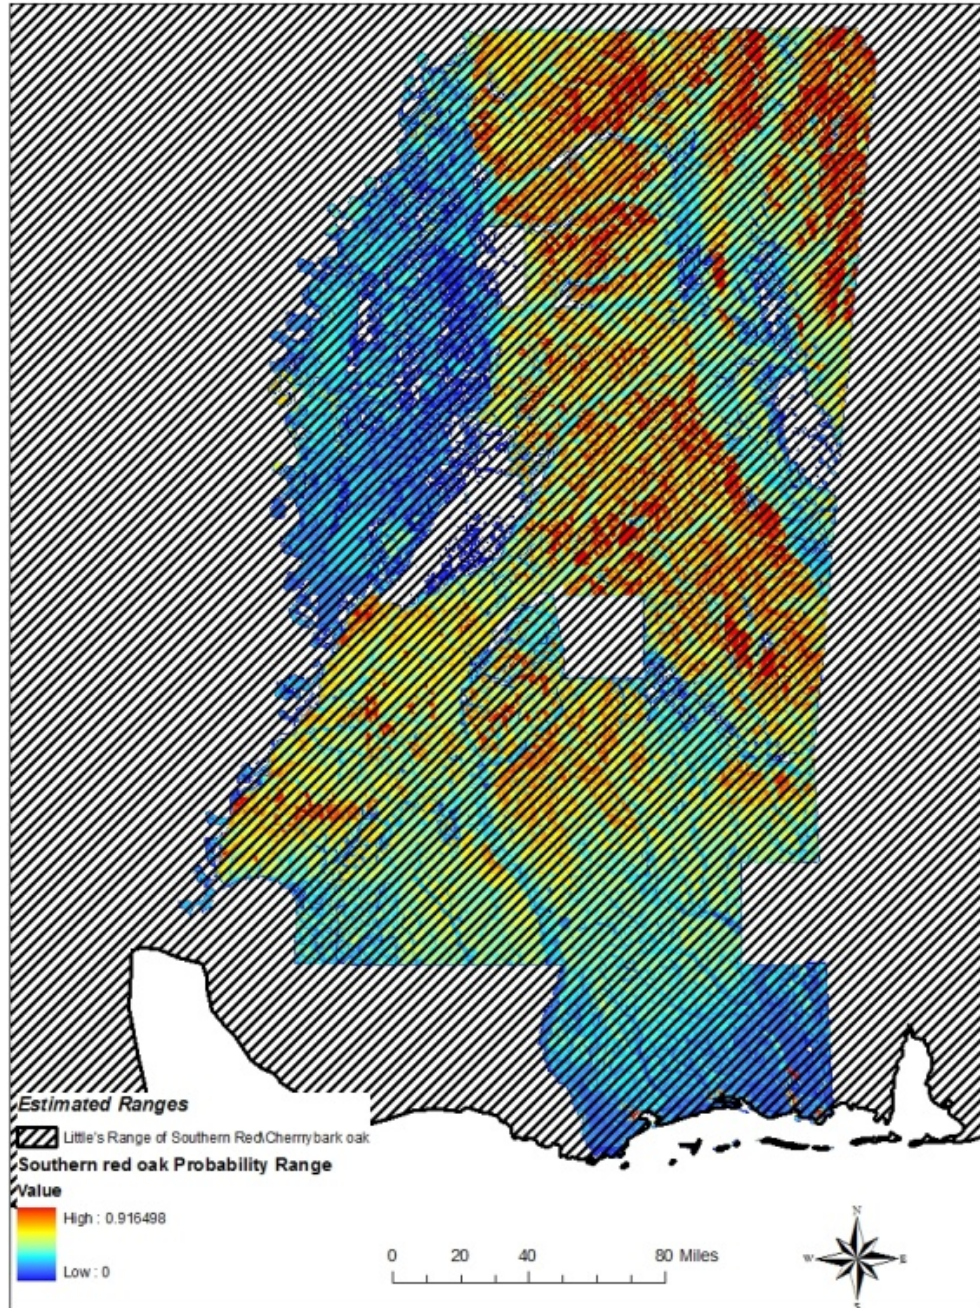 Estimated Ranges
Little's Range of Southern Red\Cherrrybark oak
Southern red oak Probability Range
Value
High : 0.916498
Low : 0
0 20 40 80 Miles
N
W E
S